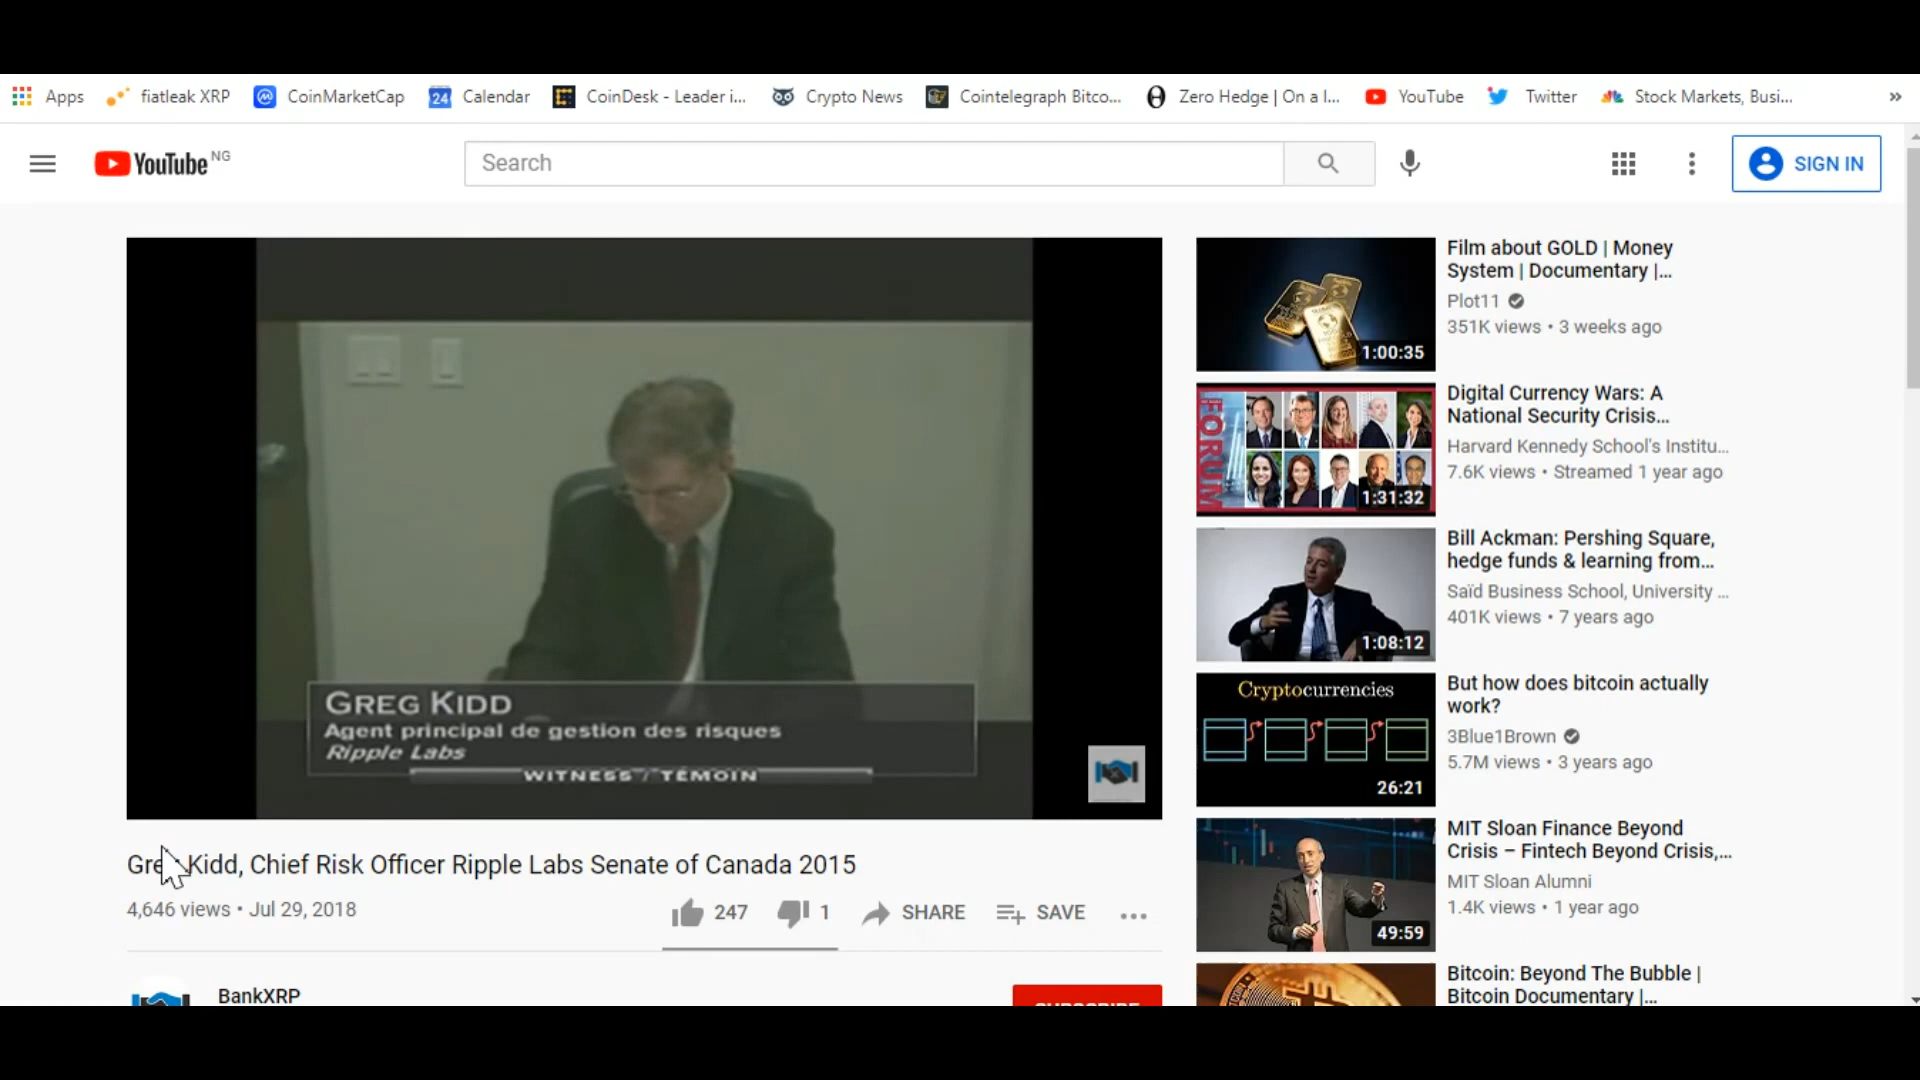 Apps fiatleak XRP CoinMarketCap 24 Calendar CoinDesk - Leader i... Crypto News Cointelegraph Bitco... Zero Hedge | On a l... YouTube Twitter Stock Markets, Busi... »
YouTube NG Search SIGN IN
GREG KIDD
Agent principal de gestion des risques
Ripple Labs
WITNESS / TÉMOIN
Kidd, Chief Risk Officer Ripple Labs Senate of Canada 2015
4,646 views • Jul 29, 2018
247 1 SHARE SAVE
BankXRP
1:00:35
Film about GOLD | Money
System | Documentary |...
Plot11
351K views • 3 weeks ago
FORUM
1:31:32
Digital Currency Wars: A
National Security Crisis...
Harvard Kennedy School's Institu...
7.6K views • Streamed 1 year ago
1:08:12
Bill Ackman: Pershing Square,
hedge funds & learning from...
Saïd Business School, University ...
401K views • 7 years ago
Cryptocurrencies
26:21
But how does bitcoin actually
work?
3Blue1Brown
5.7M views • 3 years ago
49:59
MIT Sloan Finance Beyond
Crisis – Fintech Beyond Crisis,...
MIT Sloan Alumni
1.4K views • 1 year ago
Bitcoin: Beyond The Bubble |
Bitcoin Documentary |...